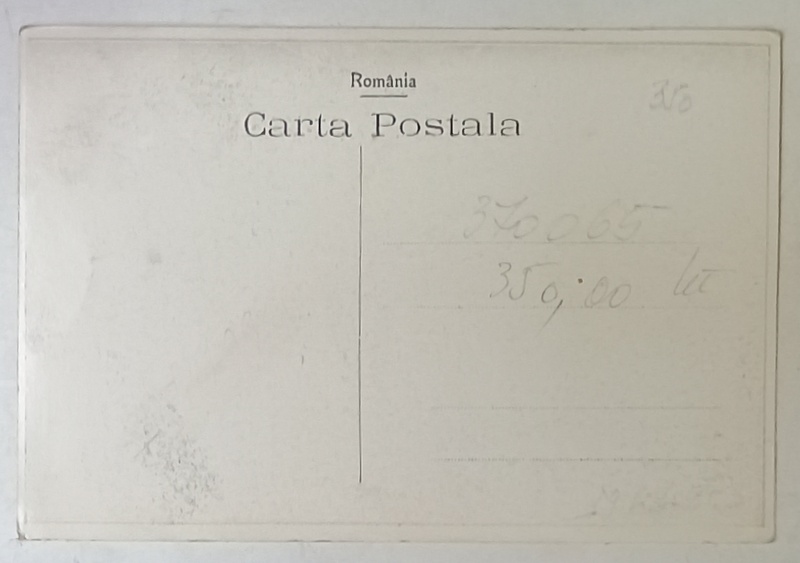 România
Carta Postala
350
370065
350,00 lei